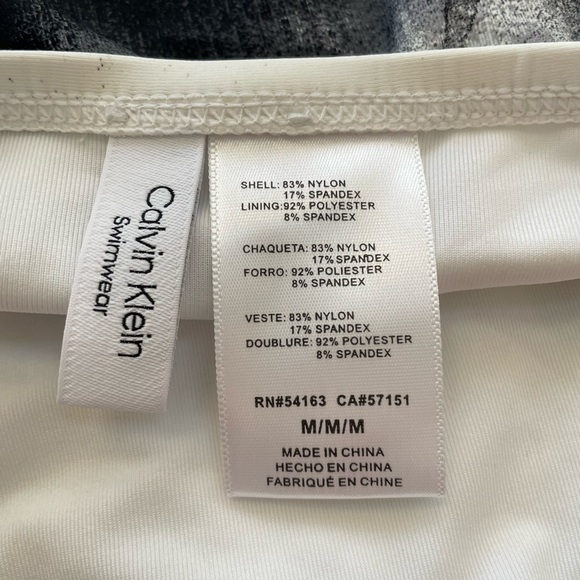 Calvin Klein
Swimwear
SHELL: 83% NYLON
17% SPANDEX
LINING: 92% POLYESTER
8% SPANDEX
CHAQUETA: 83% NYLON
17% SPANDEX
FORRO: 92% POLIESTER
8% SPANDEX
VESTE: 83% NYLON
17% SPANDEX
DOUBLURE: 92% POLYESTER
8% SPANDEX
RN#54163 CA#57151
M/M/M
MADE IN CHINA
HECHO EN CHINA
FABRIQUÉ EN CHINE